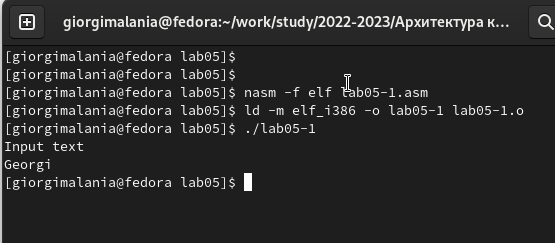 giorgimalania@fedora:~/work/study/2022-2023/Архитектура к...
[giorgimalania@fedora lab05]$
[giorgimalania@fedora lab05]$
[giorgimalania@fedora lab05]$ nasm -f elf lab05-1.asm
[giorgimalania@fedora lab05]$ ld -m elf_i386 -o lab05-1 lab05-1.o
[giorgimalania@fedora lab05]$ ./lab05-1
Input text
Georgi
[giorgimalania@fedora lab05]$